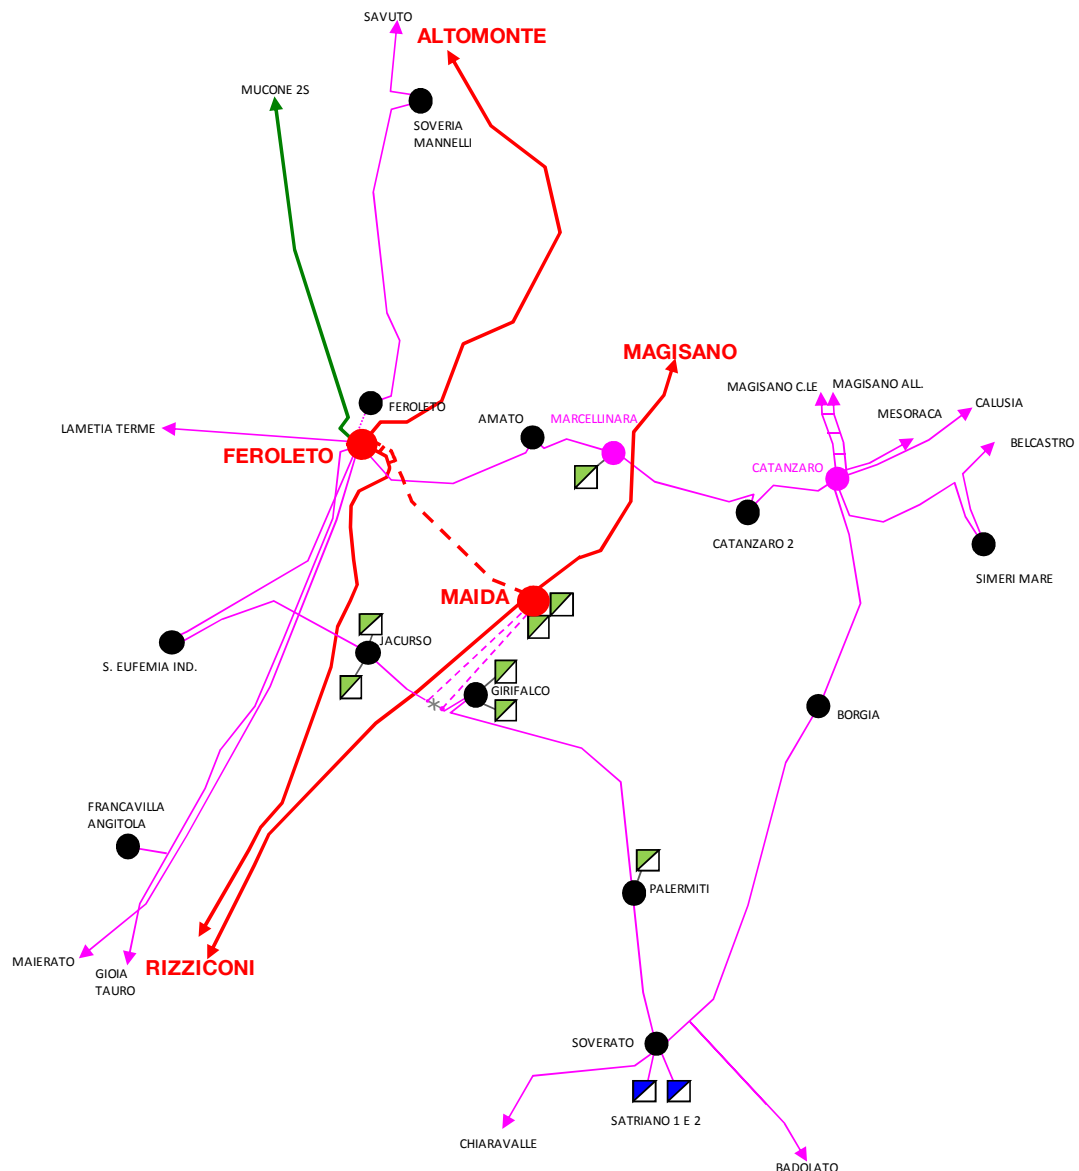 SAVUTO
ALTOMONTE
MUCONE 2S
SOVERIA
MANNELLI
MAGISANO
MAGISANO C.LE
MAGISANO ALL.
FEROLETO
AMATO
MARCELLINARA
MESORACA
CALUSIA
LAMETIA TERME
BELCASTRO
FEROLETO
CATANZARO
CATANZARO 2
SIMERI MARE
MAIDA
S. EUFEMIA IND.
JACURSO
GIRIFALCO
BORGIA
FRANCAVILLA
ANGITOLA
PALERMITI
MAIERATO
GIOIA
TAURO
RIZZICONI
SOVERATO
SATRIANO 1 E 2
CHIARAVALLE
BADOLATO